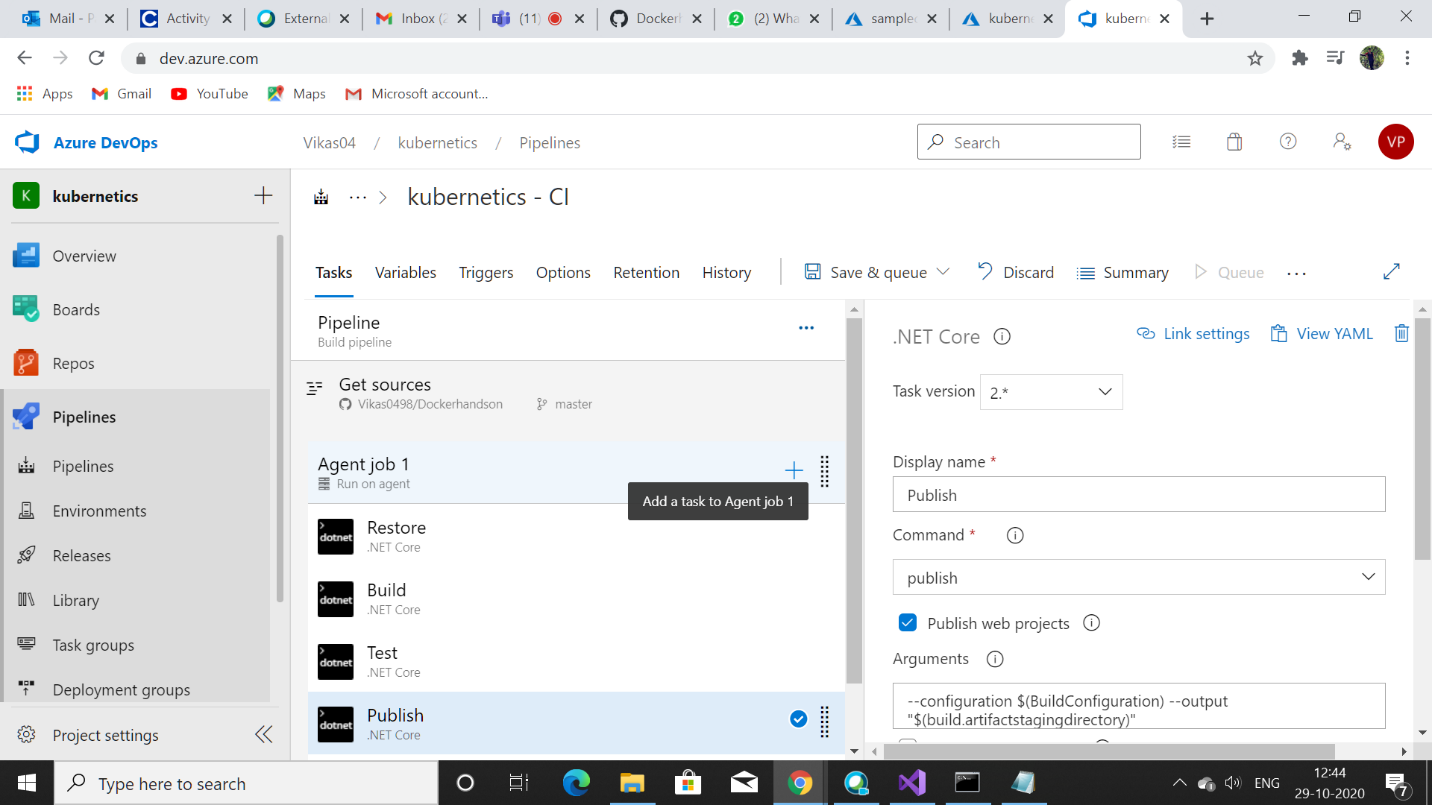 Mail - P
Activity
External
Inbox (2
(11)
Docker
2
(2) Wha
sample
kubern
kubern
dev.azure.com
Apps
Gmail
YouTube
Maps
Microsoft account...
Azure DevOps
Vikas04 / kubernetics / Pipelines
Search
VP
K
kubernetics
kubernetics - CI
Overview
Boards
Repos
Pipelines
Pipelines
Environments
Releases
Library
Task groups
Deployment groups
Project settings
Tasks
Variables
Triggers
Options
Retention
History
Save & queue
Discard
Summary
Queue
Pipeline
Build pipeline
Get sources
Vikas0498/Dockerhandson
master
Agent job 1
Run on agent
Add a task to Agent job 1
dotnet
Restore
.NET Core
dotnet
Build
.NET Core
dotnet
Test
.NET Core
dotnet
Publish
.NET Core
.NET Core
Link settings
View YAML
Task version
2.*
Display name *
Publish
Command *
publish
Publish web projects
Arguments
--configuration $(BuildConfiguration) --output
"$(build.artifactstagingdirectory)"
Type here to search
ENG
12:44
29-10-2020
7